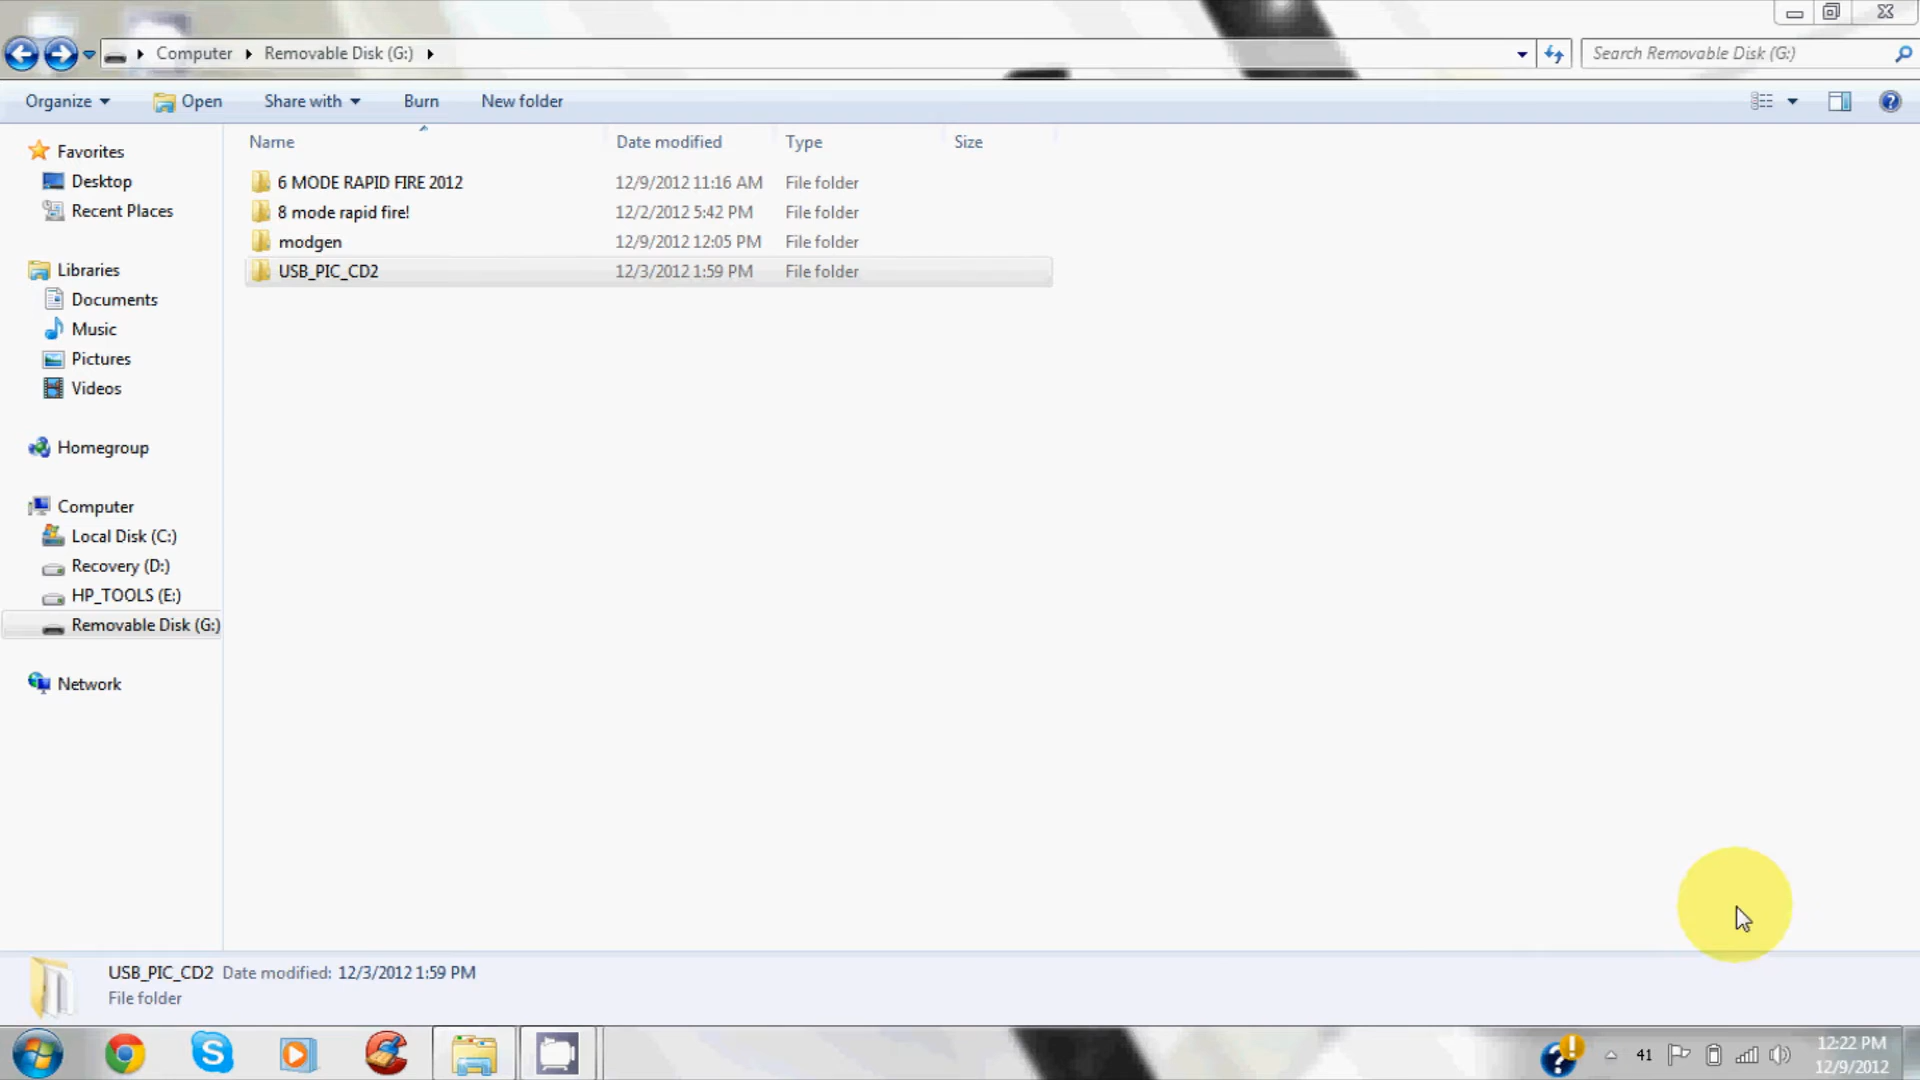 Computer Removable Disk (G:) Search Removable Disk (G:)
Organize Open Share with Burn New folder
Name Date modified Type Size
6 MODE RAPID FIRE 2012 12/9/2012 11:16 AM File folder
8 mode rapid fire! 12/2/2012 5:42 PM File folder
modgen 12/9/2012 12:05 PM File folder
USB_PIC_CD2 12/3/2012 1:59 PM File folder
Favorites
Desktop
Recent Places
Libraries
Documents
Music
Pictures
Videos
Homegroup
Computer
Local Disk (C:)
Recovery (D:)
HP_TOOLS (E:)
Removable Disk (G:)
Network
USB_PIC_CD2 Date modified: 12/3/2012 1:59 PM
File folder
41 12:22 PM
12/9/2012